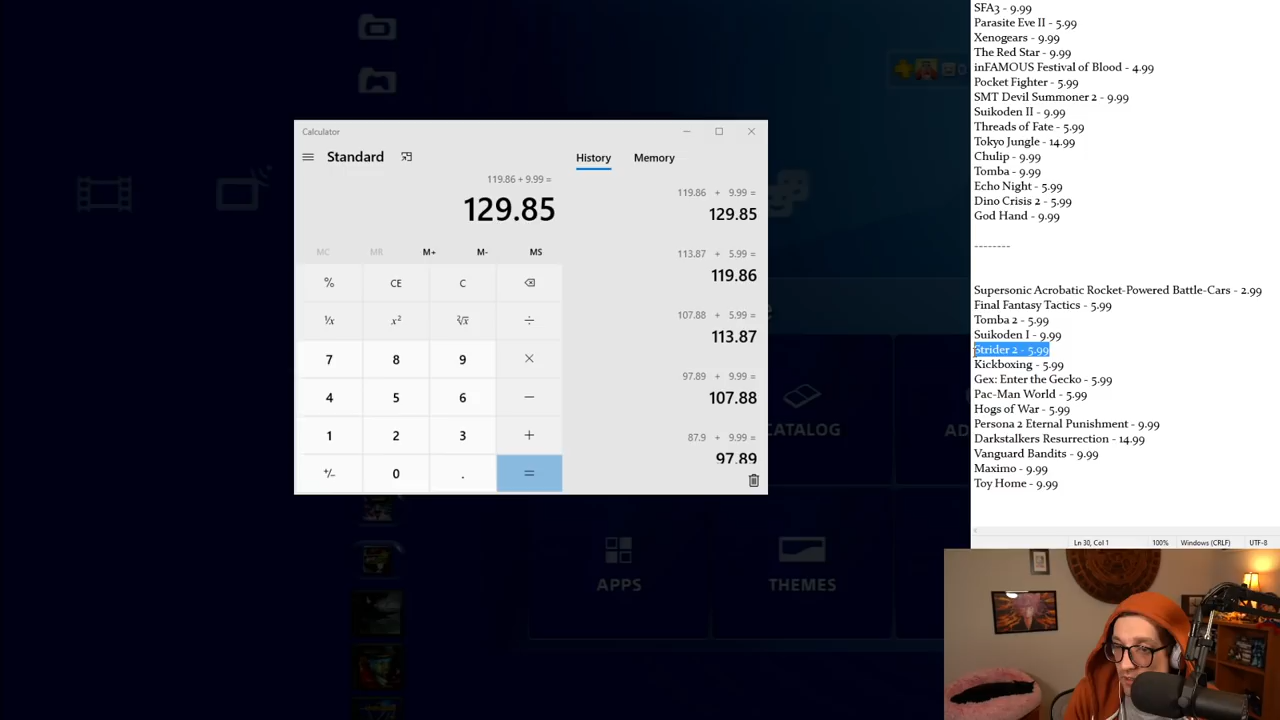 Calculator
Standard
119.86 + 9.99 =
129.85
MC
MR
M+
M-
MS
%
CE
C
⅟x
x²
²√x
÷
7
8
9
×
4
5
6
−
1
2
3
+
+/−
0
.
=
History
Memory
119.86 + 9.99 =
129.85
113.87 + 5.99 =
119.86
107.88 + 5.99 =
113.87
97.89 + 9.99 =
107.88
87.9 + 9.99 =
97.89
CATALOG
AD
APPS
THEMES
SFA3 - 9.99
Parasite Eve II - 5.99
Xenogears - 9.99
The Red Star - 9.99
inFAMOUS Festival of Blood - 4.99
Pocket Fighter - 5.99
SMT Devil Summoner 2 - 9.99
Suikoden II - 9.99
Threads of Fate - 5.99
Tokyo Jungle - 14.99
Chulip - 9.99
Tomba - 9.99
Echo Night - 5.99
Dino Crisis 2 - 5.99
God Hand - 9.99
--------
Supersonic Acrobatic Rocket-Powered Battle-Cars - 2.99
Final Fantasy Tactics - 5.99
Tomba 2 - 5.99
Suikoden I - 9.99
Strider 2 - 5.99
Kickboxing - 5.99
Gex: Enter the Gecko - 5.99
Pac-Man World - 5.99
Hogs of War - 5.99
Persona 2 Eternal Punishment - 9.99
Darkstalkers Resurrection - 14.99
Vanguard Bandits - 9.99
Maximo - 9.99
Toy Home - 9.99
Ln 30, Col 1
100%
Windows (CRLF)
UTF-8